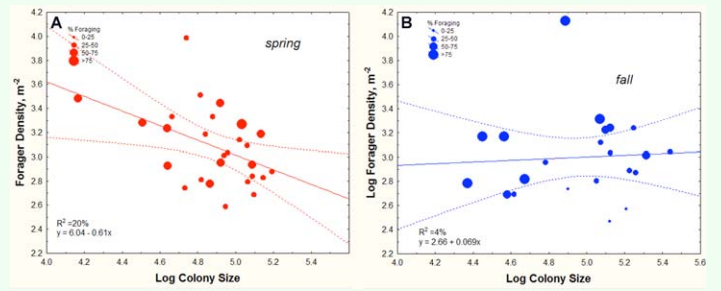 A
% Foraging
0-25
25-50
50-75
>75
spring
Forager Density, m-2
4.2
4.0
3.8
3.6
3.4
3.2
3.0
2.8
2.6
2.4
2.2
R2 =20%
y = 6.04 - 0.61x
4.0 4.2 4.4 4.6 4.8 5.0 5.2 5.4
Log Colony Size
B
% Foraging
0-25
25-50
50-75
>75
fall
Log Forager Density, m-2
4.2
4.0
3.8
3.6
3.4
3.2
3.0
2.8
2.6
2.4
2.2
R2 =4%
y = 2.66 + 0.069x
4.0 4.2 4.4 4.6 4.8 5.0 5.2 5.4
Log Colony Size